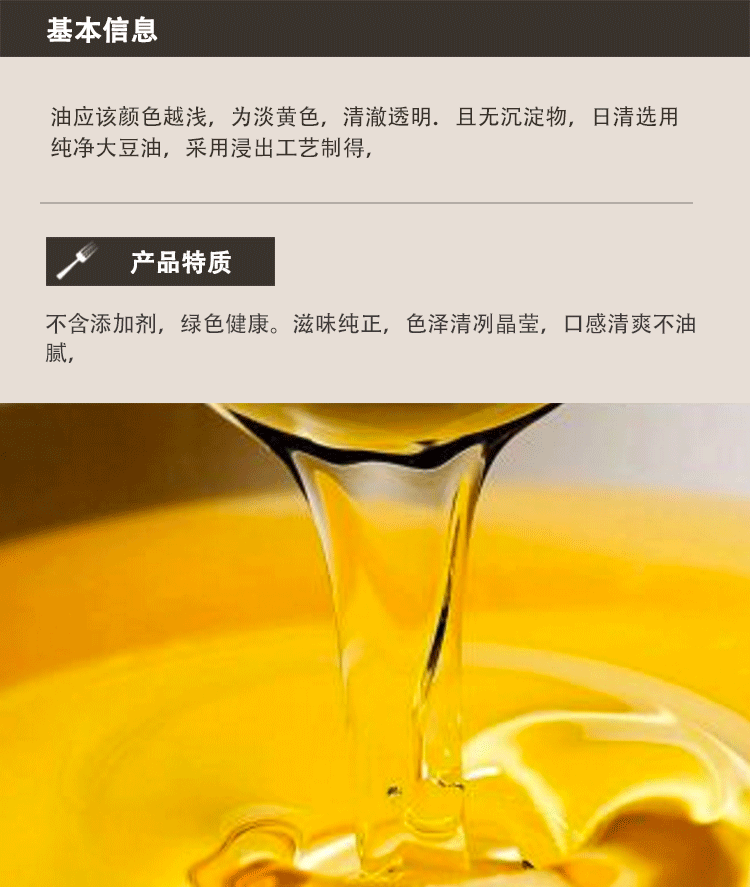 基本信息
油应该颜色越浅，为淡黄色，清澈透明．且无沉淀物，日清选用
纯净大豆油，采用浸出工艺制得，
产品特质
不含添加剂，绿色健康。滋味纯正，色泽清冽晶莹，口感清爽不油
腻，